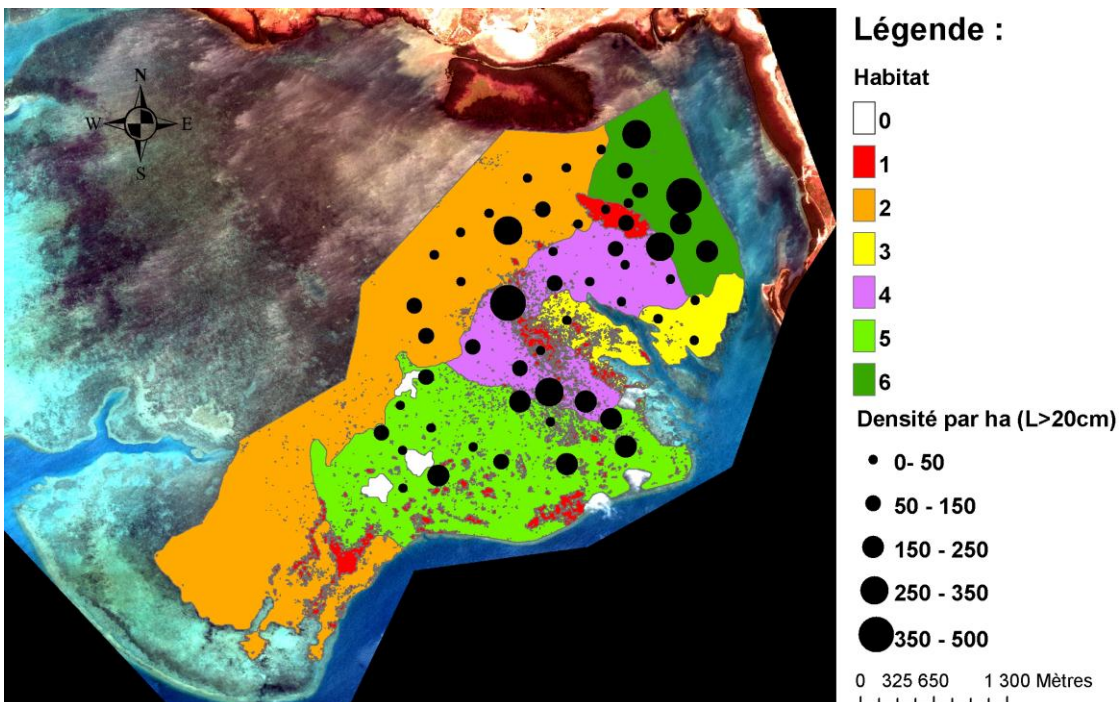 Légende :
Habitat
0
1
2
3
4
5
6
Densité par ha (L>20cm)
0- 50
50 - 150
150 - 250
250 - 350
350 - 500
0 325 650 1 300 Mètres
N
W E
S